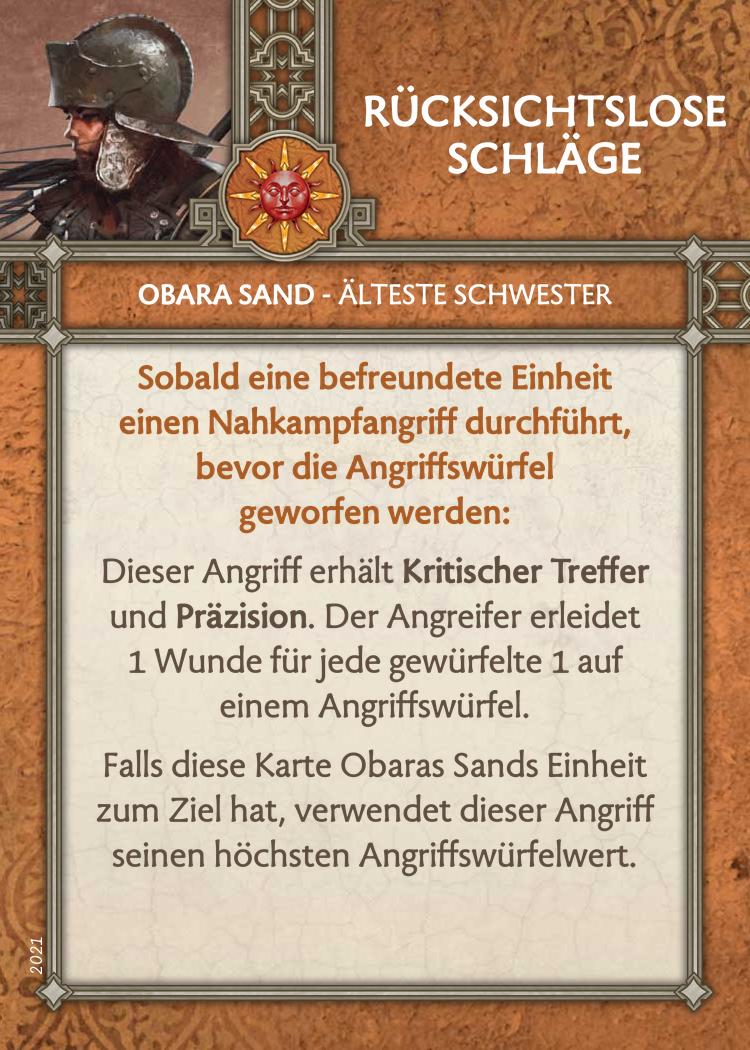 RÜCKSICHTSLOSE
SCHLÄGE
OBARA SAND - ÄLTESTE SCHWESTER
Sobald eine befreundete Einheit
einen Nahkampfangriff durchführt,
bevor die Angriffswürfel
geworfen werden:
Dieser Angriff erhält Kritischer Treffer
und Präzision. Der Angreifer erleidet
1 Wunde für jede gewürfelte 1 auf
einem Angriffswürfel.
Falls diese Karte Obaras Sands Einheit
zum Ziel hat, verwendet dieser Angriff
seinen höchsten Angriffswürfelwert.
2021